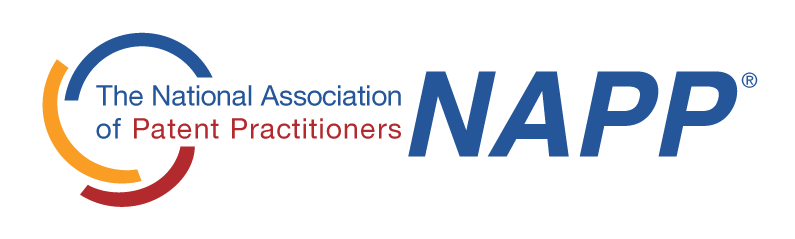 The National Association
of Patent Practitioners
NAPP®